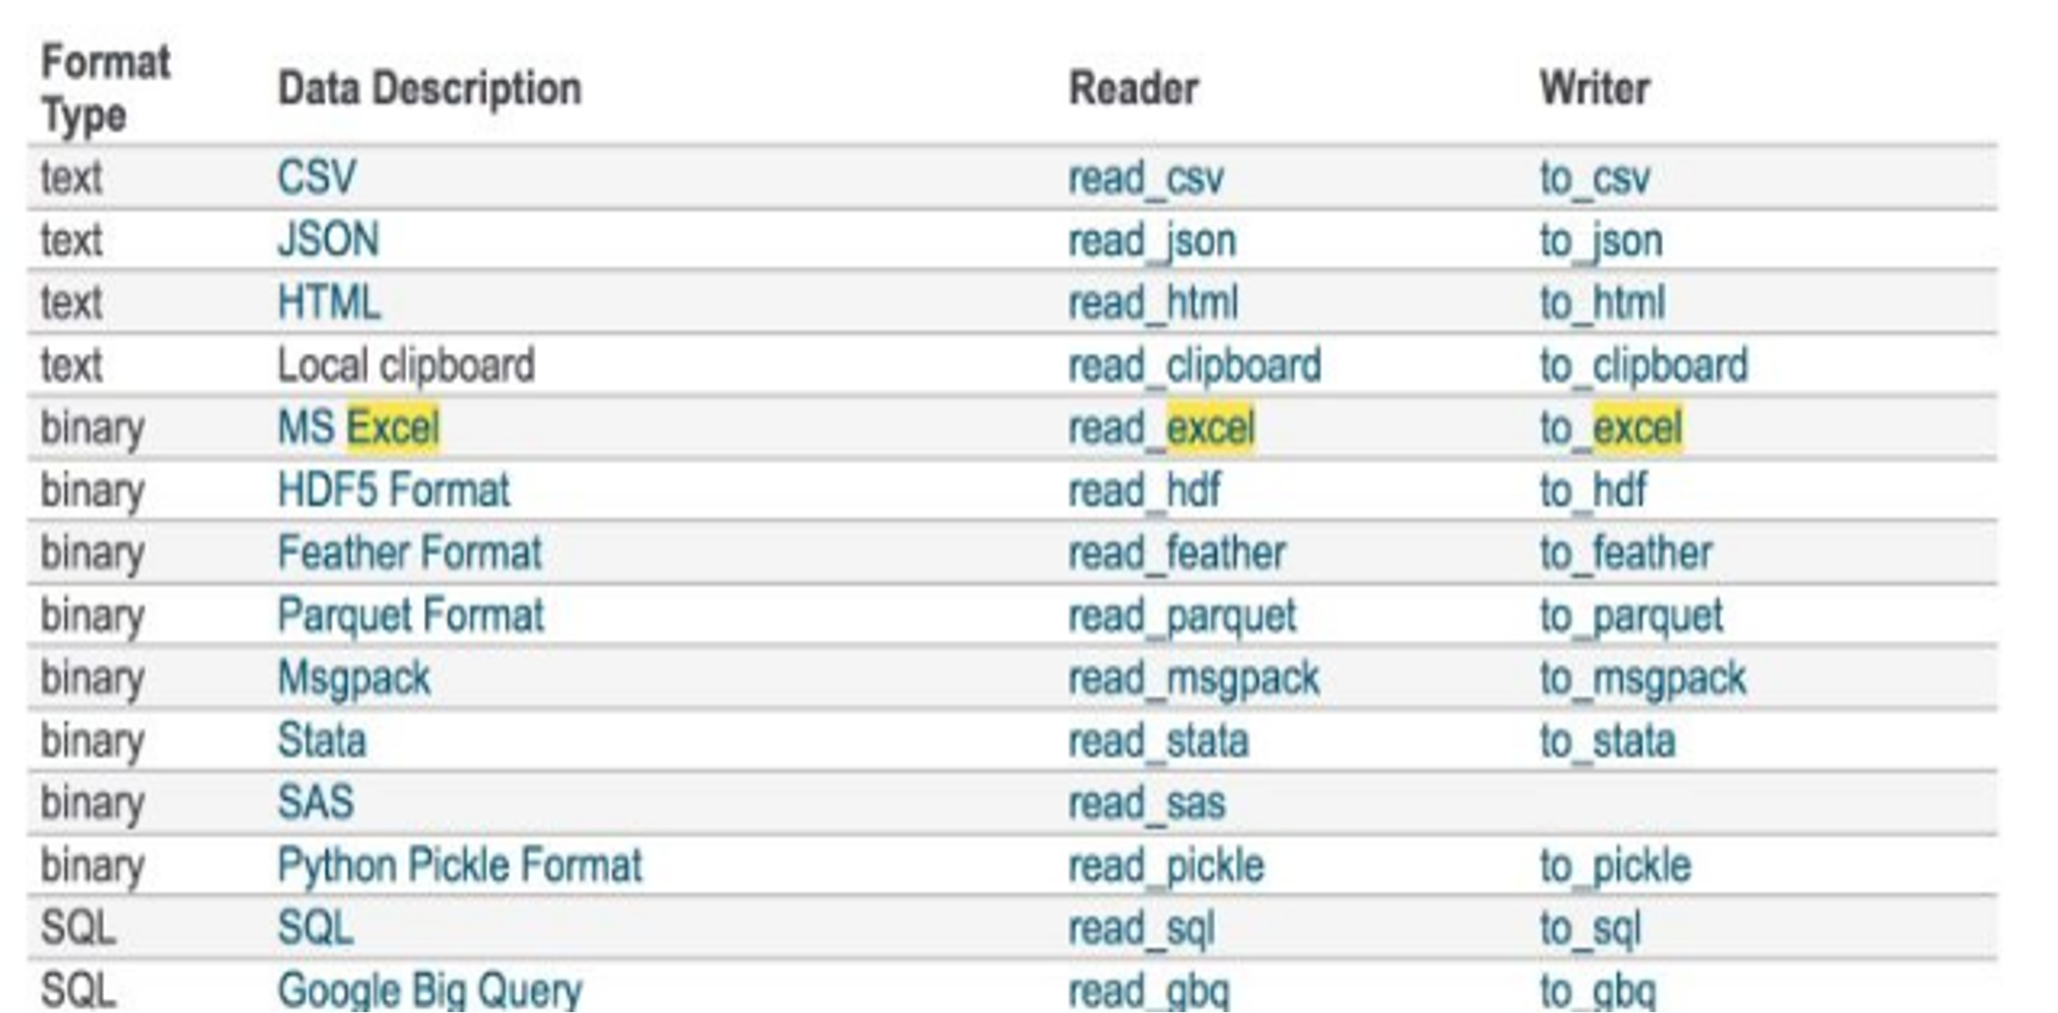 Format Type Data Description Reader Writer
text CSV read_csv to_csv
text JSON read_json to_json
text HTML read_html to_html
text Local clipboard read_clipboard to_clipboard
binary MS Excel read_excel to_excel
binary HDF5 Format read_hdf to_hdf
binary Feather Format read_feather to_feather
binary Parquet Format read_parquet to_parquet
binary Msgpack read_msgpack to_msgpack
binary Stata read_stata to_stata
binary SAS read_sas
binary Python Pickle Format read_pickle to_pickle
SQL SQL read_sql to_sql
SQL Google Big Query read_gbq to_gbq